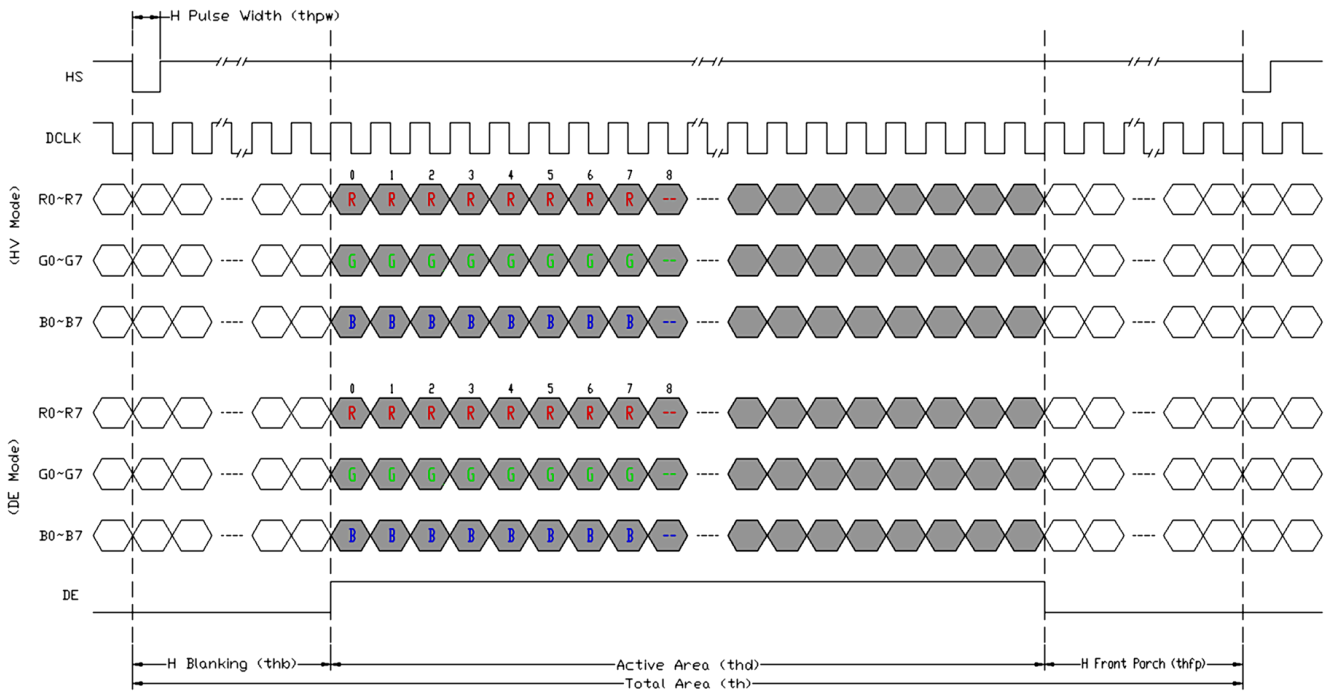 H Pulse Width (thpw)
HS
DCLK
(HV Mode)
0 1 2 3 4 5 6 7 8
R0~R7 ---- R R R R R R R R -- ---- ----
G0~G7 ---- G G G G G G G G -- ---- ----
B0~B7 ---- B B B B B B B B -- ---- ----
(DE Mode)
0 1 2 3 4 5 6 7 8
R0~R7 ---- R R R R R R R R -- ---- ----
G0~G7 ---- G G G G G G G G -- ---- ----
B0~B7 ---- B B B B B B B B -- ---- ----
DE
H Blanking (thb) Active Area (thd) H Front Porch (thfp)
Total Area (th)